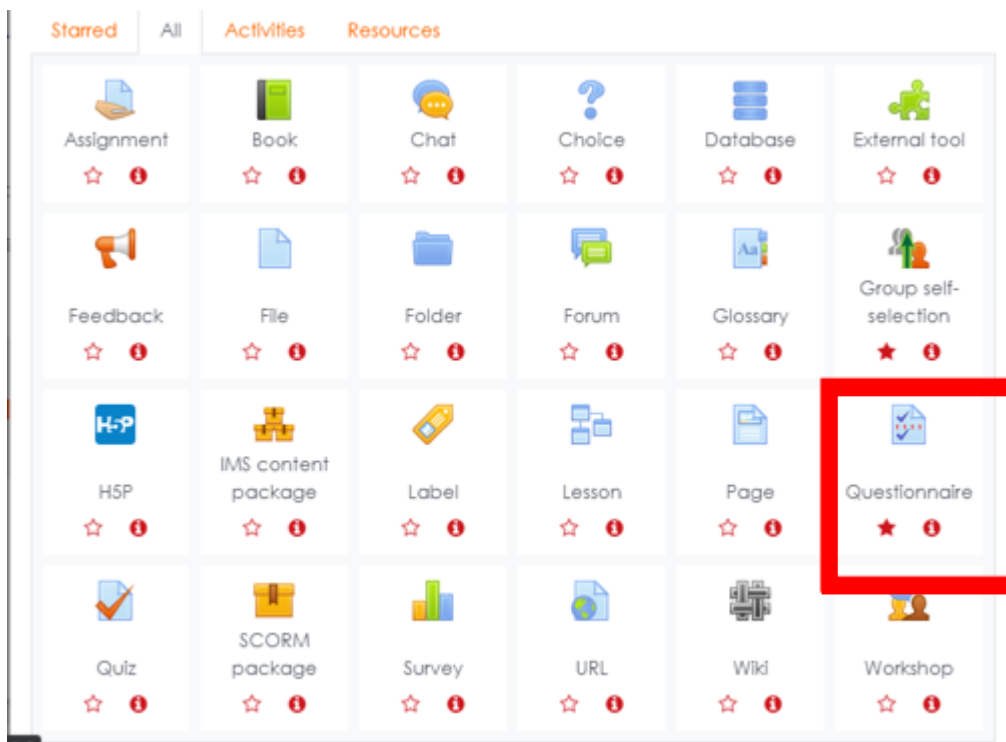 Starred All Activities Resources
Assignment Book Chat Choice Database External tool
Feedback File Folder Forum Glossary Group self-
selection
H5P IMS content
package Label Lesson Page Questionnaire
Quiz SCORM
package Survey URL Wiki Workshop